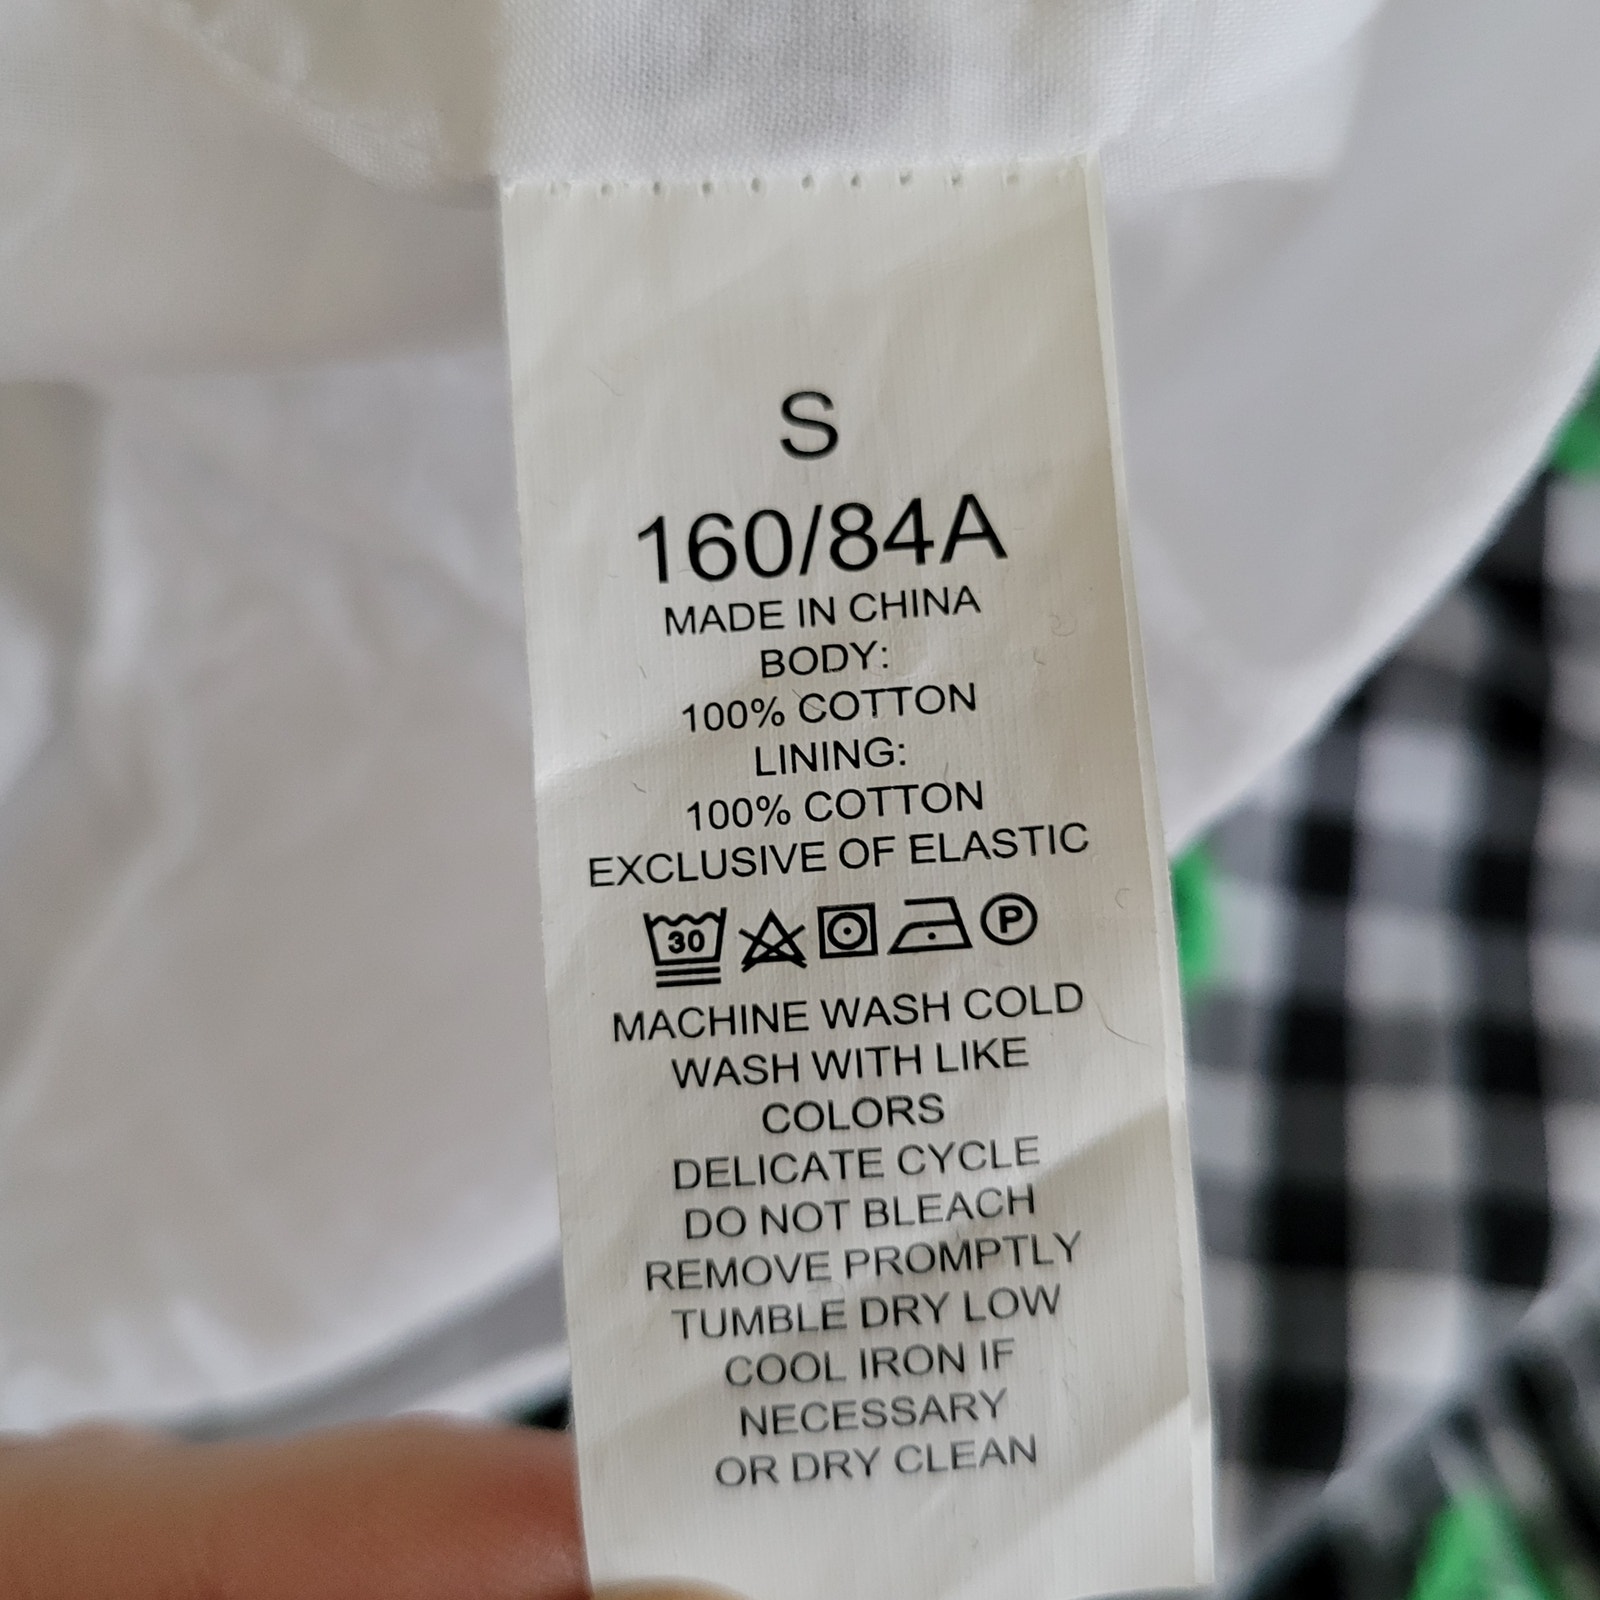 S
160/84A
MADE IN CHINA
BODY:
100% COTTON
LINING:
100% COTTON
EXCLUSIVE OF ELASTIC
30 P
MACHINE WASH COLD
WASH WITH LIKE
COLORS
DELICATE CYCLE
DO NOT BLEACH
REMOVE PROMPTLY
TUMBLE DRY LOW
COOL IRON IF
NECESSARY
OR DRY CLEAN